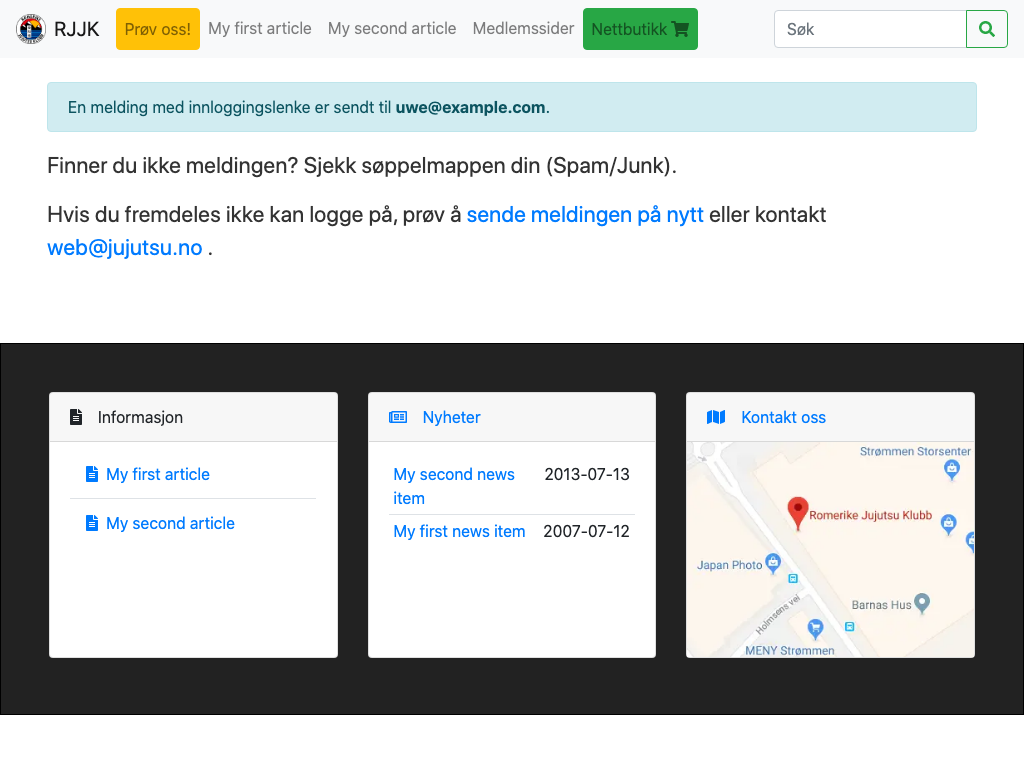 RJJK
Prøv oss!
My first article
My second article
Medlemssider
Nettbutikk
Søk
En melding med innloggingslenke er sendt til uwe@example.com.
Finner du ikke meldingen? Sjekk søppelmappen din (Spam/Junk).
Hvis du fremdeles ikke kan logge på, prøv å sende meldingen på nytt eller kontakt
web@jujutsu.no .
Informasjon
My first article
My second article
Nyheter
My second news 2013-07-13
item
My first news item 2007-07-12
Kontakt oss
Strømmen Storsenter
Romerike Jujutsu Klubb
Japan Photo
Barnas Hus
Holmsens vei
MENY Strømmen